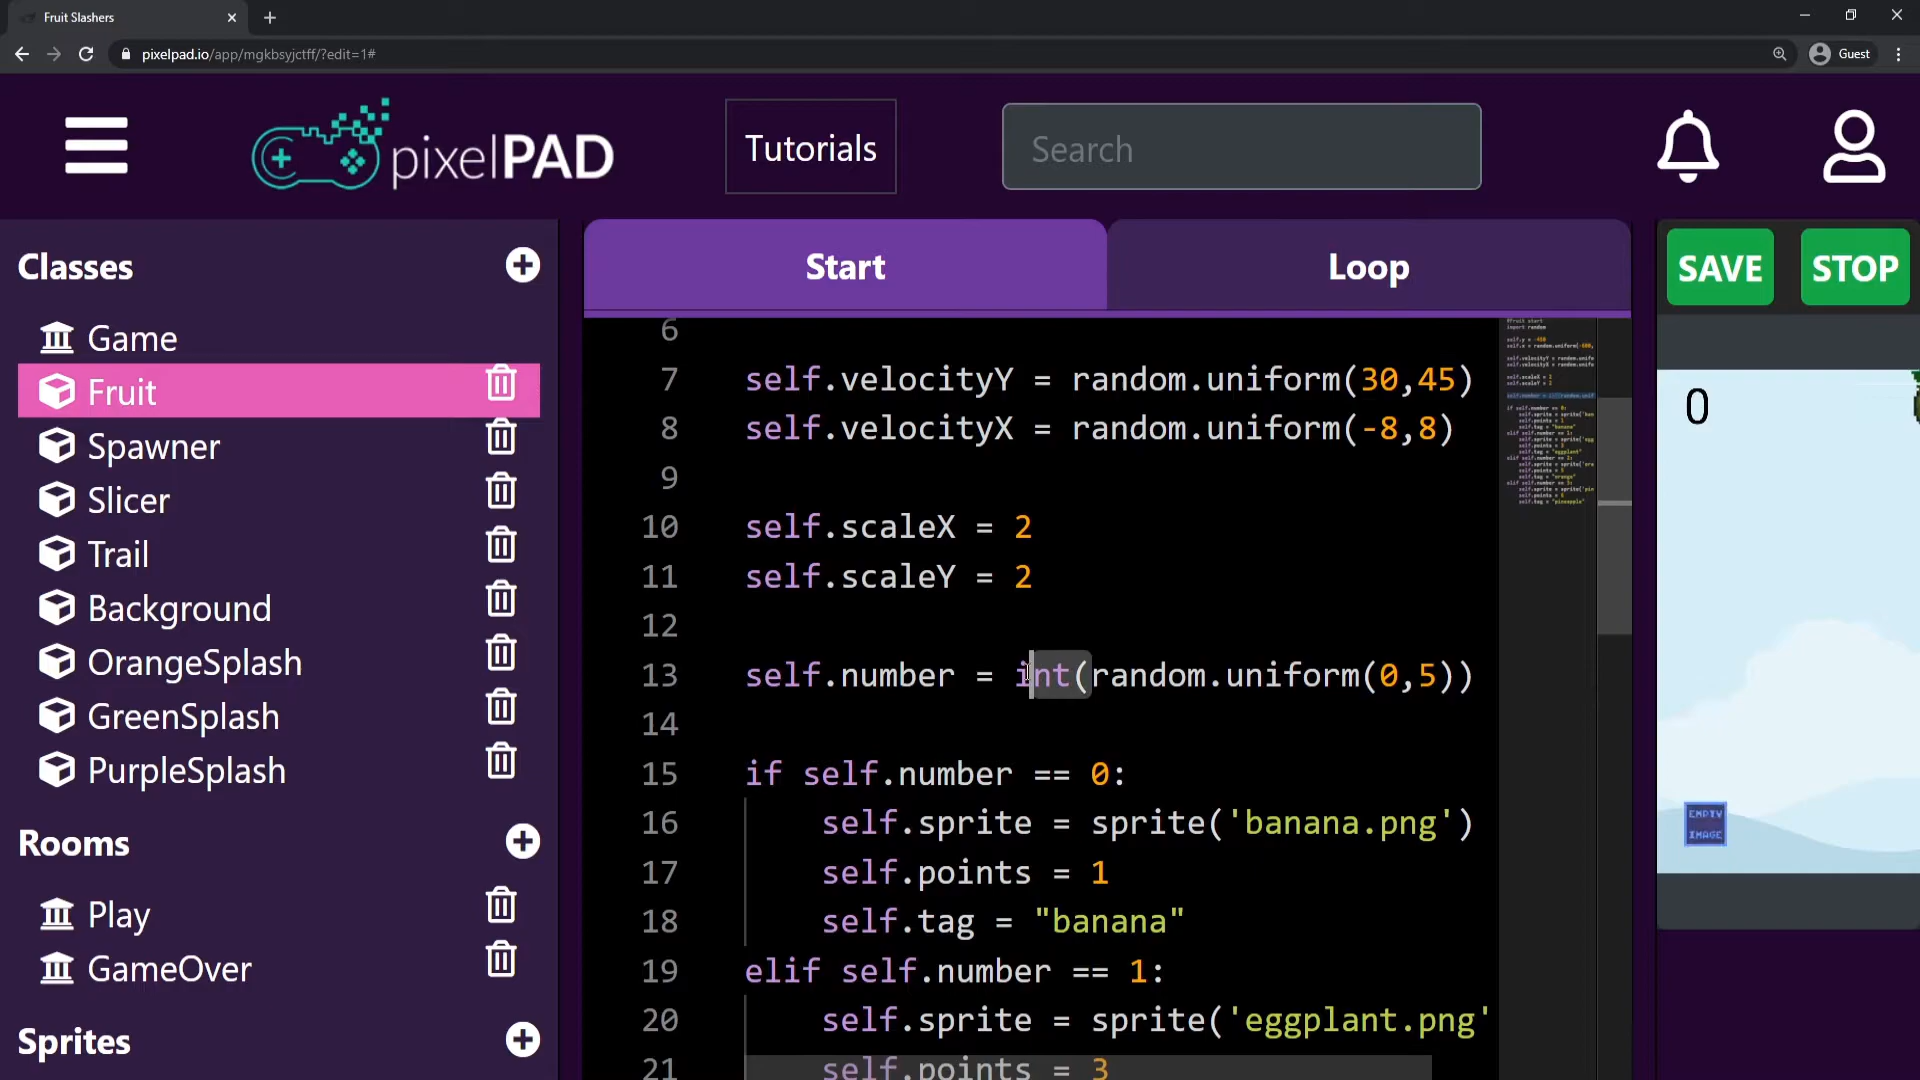 Fruit Slashers
pixelpad.io/app/mgkbsyjctff/?edit=1#
Guest
pixelPAD
Tutorials
Search
Classes
Game
Fruit
Spawner
Slicer
Trail
Background
OrangeSplash
GreenSplash
PurpleSplash
Rooms
Play
GameOver
Sprites
Start
Loop
6
7 self.velocityY = random.uniform(30,45)
8 self.velocityX = random.uniform(-8,8)
9
10 self.scaleX = 2
11 self.scaleY = 2
12
13 self.number = int(random.uniform(0,5))
14
15 if self.number == 0:
16 self.sprite = sprite('banana.png')
17 self.points = 1
18 self.tag = "banana"
19 elif self.number == 1:
20 self.sprite = sprite('eggplant.png'
21 self.points = 3
SAVE
STOP
0
EMPTY
IMAGE